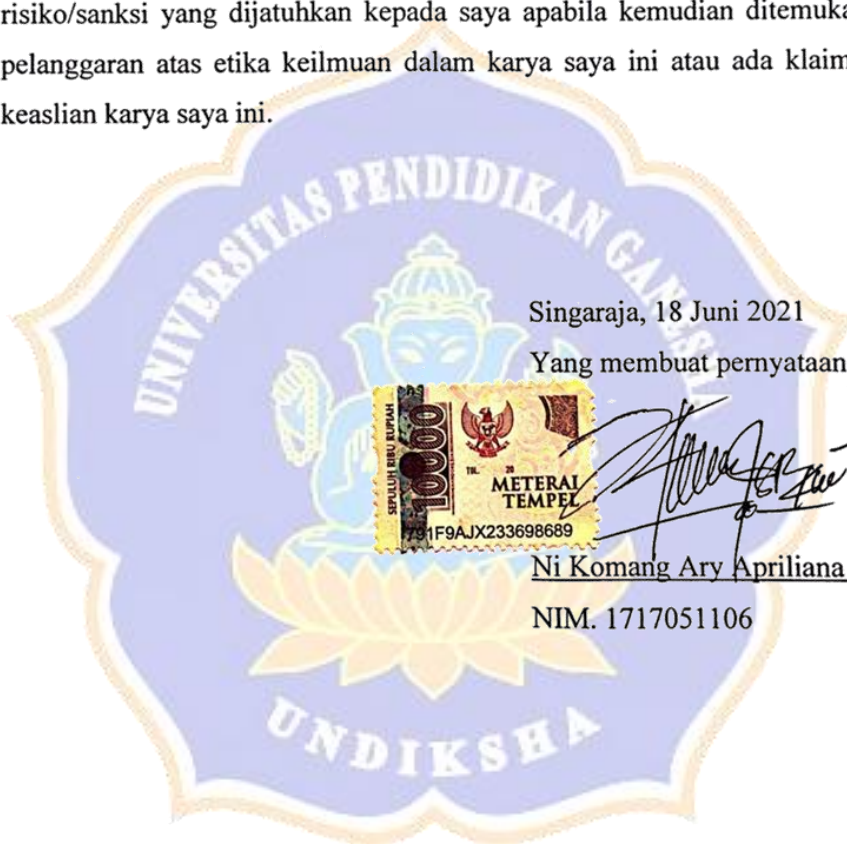 risiko/sanksi yang dijatuhkan kepada saya apabila kemudian
pelanggaran atas etika keilmuan dalam karya saya ini atau ada klaim
keaslian karya saya ini.
UNIVERSITAS PENDIDIKAN GANESHA
Singaraja, 18 Juni 2021
Yang membuat pernyataan
SEPULUH RIBU RUPIAH
10000
TGL. 20
METERAI
TEMPEL
791F9AJX233698689
Ni Komang Ary Apriliana
NIM. 1717051106
UNDIKSHA